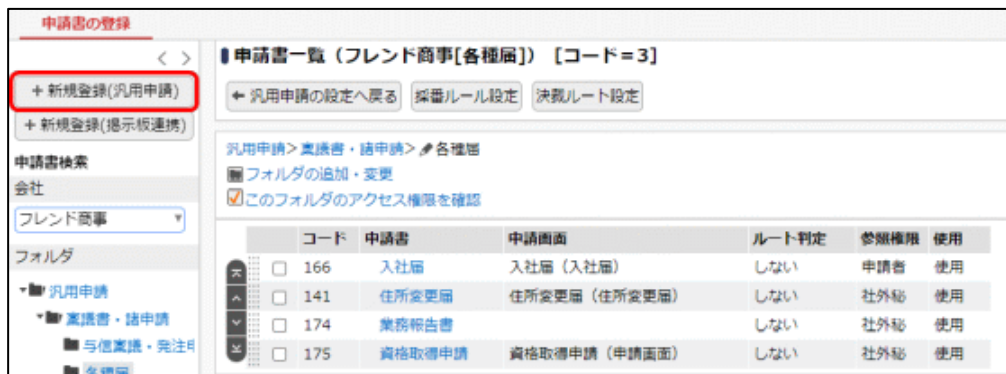 申請書の登録
< >
+ 新規登録(汎用申請)
+ 新規登録(掲示板連携)
申請書検索
会社
フレンド商事
フォルダ
汎用申請
稟議書・諸申請
与信稟議・発注申
各種届
申請書一覧（フレンド商事[各種届]） [コード=3]
← 汎用申請の設定へ戻る 採番ルール設定 決裁ルート設定
汎用申請>稟議書・諸申請>各種届
フォルダの追加・変更
このフォルダのアクセス権限を確認
コード 申請書 申請画面 ルート判定 参照権限 使用
166 入社届 入社届（入社届） しない 申請者 使用
141 住所変更届 住所変更届（住所変更届） しない 社外秘 使用
174 業務報告書 しない 社外秘 使用
175 資格取得申請 資格取得申請（申請画面） しない 社外秘 使用